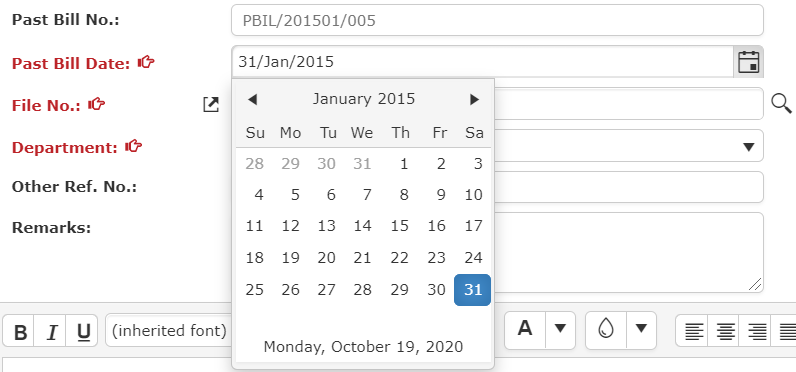 Past Bill No.: PBIL/201501/005
Past Bill Date: 31/Jan/2015
January 2015
File No.:
Su Mo Tu We Th Fr Sa
Department:
28 29 30 31 1 2 3
Other Ref. No.:
4 5 6 7 8 9 10
Remarks:
11 12 13 14 15 16 17
18 19 20 21 22 23 24
25 26 27 28 29 30 31
B I U (inherited font) A
Monday, October 19, 2020